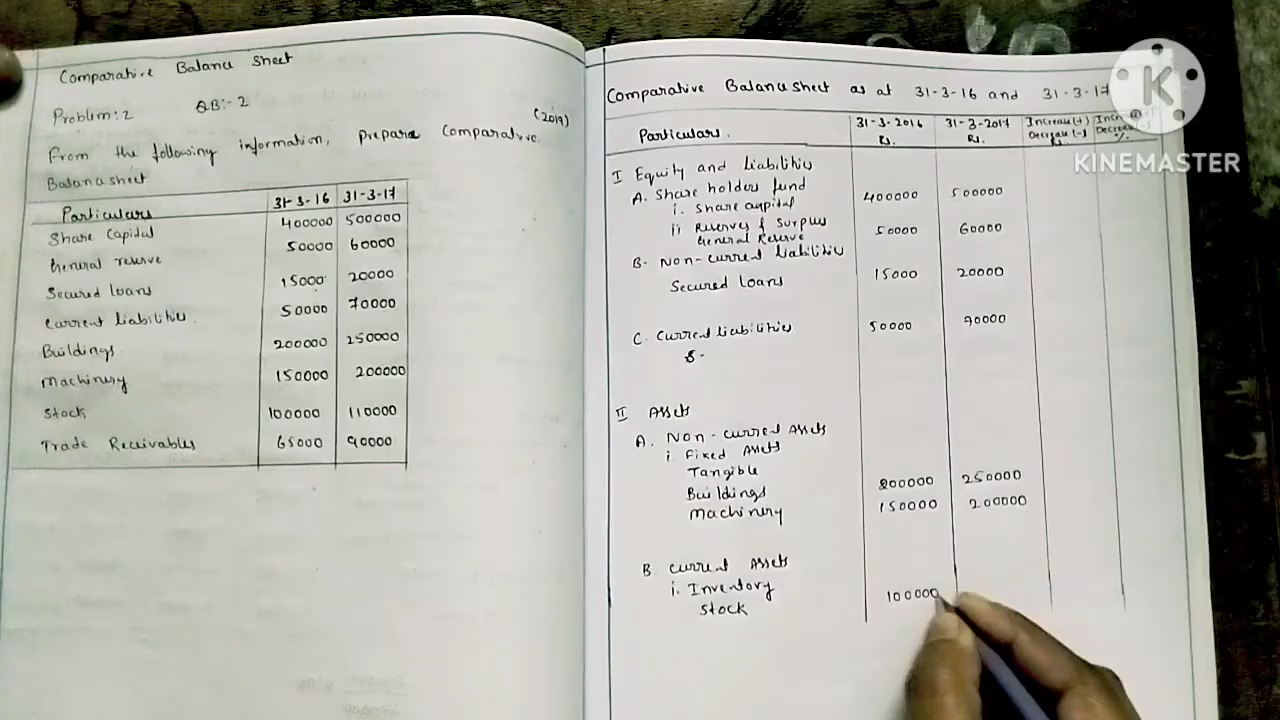 Comparative Balance Sheet
Problem: 2 QB:- 2
(2019)
From the following information, prepare comparative
Balancesheet
Particulars 31-3-16 31-3-17
Share Capital 400000 500000
General reserve 50000 60000
Secured loans 15000 20000
Current liabilities 50000 70000
Buildings 200000 250000
Machinery 150000 200000
Stock 100000 110000
Trade Receivables 65000 90000
Comparative Balancesheet as at 31-3-16 and 31-3-17
Particulars. 31-3-2016 Rs. 31-3-2017 Rs. Increase(+) Decrease(-) Rs. Decrease(-) %
I Equity and Liabilities
A. Share holders fund
i. Share capital 400000 500000
ii Reserves & Surplus
General Reserve 50000 60000
B. Non-current liabilities
Secured loans 15000 20000
C. Current liabilities 50000 70000
S-
II Assets
A. Non-current Assets
i. Fixed Assets
Tangible
Buildings 200000 250000
Machinery 150000 200000
B Current Assets
i. Inventory
Stock 100000
K
KINEMASTER